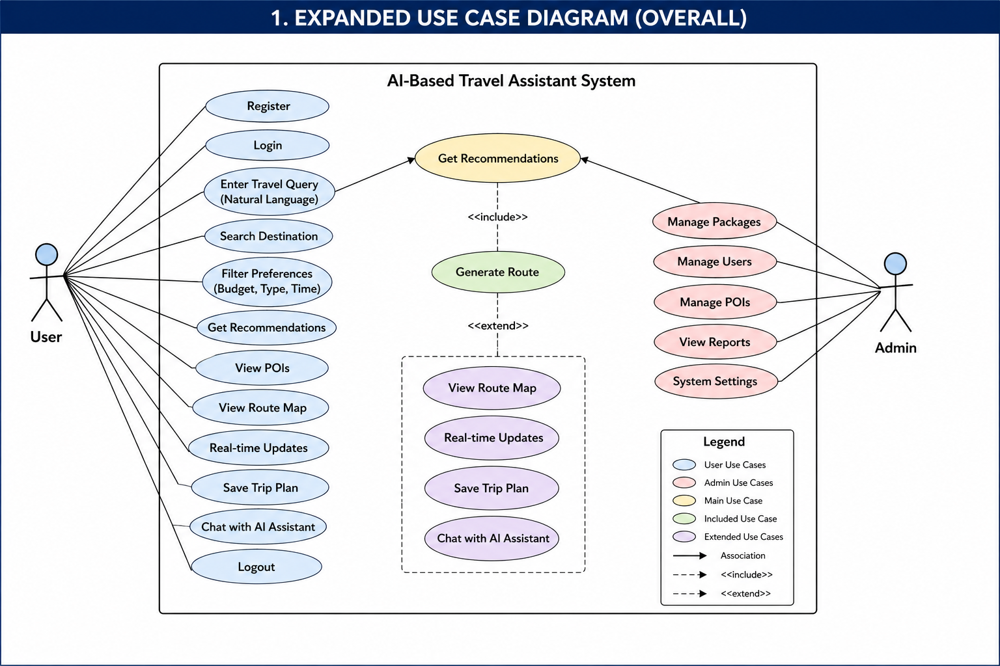 1. EXPANDED USE CASE DIAGRAM (OVERALL)
AI-Based Travel Assistant System
User
Register
Login
Enter Travel Query
(Natural Language)
Search Destination
Filter Preferences
(Budget, Type, Time)
Get Recommendations
View POIs
View Route Map
Real-time Updates
Save Trip Plan
Chat with AI Assistant
Logout
Get Recommendations
<<include>>
Generate Route
<<extend>>
View Route Map
Real-time Updates
Save Trip Plan
Chat with AI Assistant
Manage Packages
Manage Users
Manage POIs
View Reports
System Settings
Admin
Legend
User Use Cases
Admin Use Cases
Main Use Case
Included Use Case
Extended Use Cases
Association
<<include>>
<<extend>>